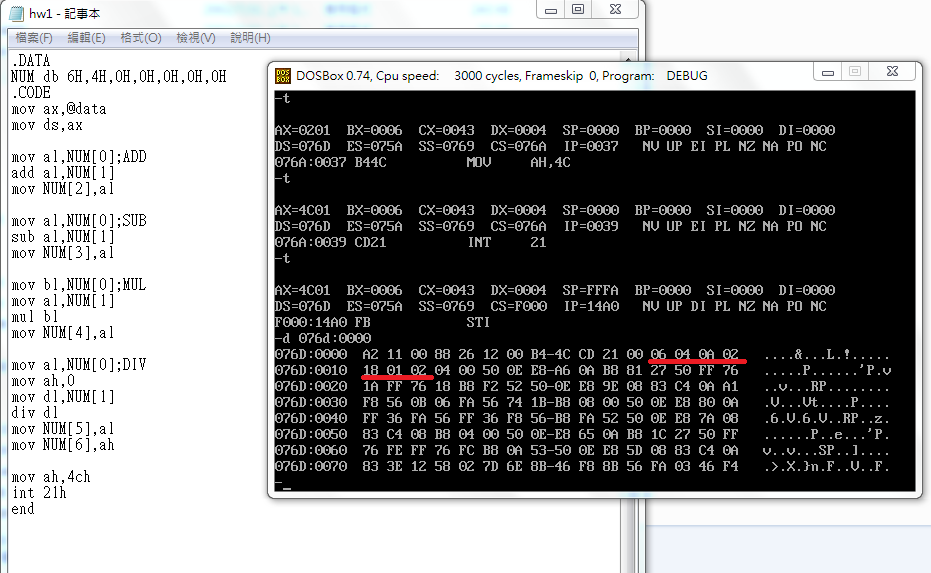 hw1 - 記事本
檔案(F) 編輯(E) 格式(O) 檢視(V) 說明(H)
.DATA
NUM db 6H,4H,0H,0H,0H,0H,0H
.CODE
mov ax,@data
mov ds,ax
mov al,NUM[0];ADD
add al,NUM[1]
mov NUM[2],al
mov al,NUM[0];SUB
sub al,NUM[1]
mov NUM[3],al
mov bl,NUM[0];MUL
mov al,NUM[1]
mul bl
mov NUM[4],al
mov al,NUM[0];DIV
mov ah,0
mov dl,NUM[1]
div dl
mov NUM[5],al
mov NUM[6],ah
mov ah,4ch
int 21h
end
DOSBox 0.74, Cpu speed: 3000 cycles, Frameskip 0, Program: DEBUG
-t
AX=0201 BX=0006 CX=0043 DX=0004 SP=0000 BP=0000 SI=0000 DI=0000
DS=076D ES=075A SS=0769 CS=076A IP=0037 NV UP EI PL NZ NA PO NC
076A:0037 B44C MOV AH,4C
-t
AX=4C01 BX=0006 CX=0043 DX=0004 SP=0000 BP=0000 SI=0000 DI=0000
DS=076D ES=075A SS=0769 CS=076A IP=0039 NV UP EI PL NZ NA PO NC
076A:0039 CD21 INT 21
-t
AX=4C01 BX=0006 CX=0043 DX=0004 SP=FFFA BP=0000 SI=0000 DI=0000
DS=076D ES=075A SS=0769 CS=F000 IP=14A0 NV UP DI PL NZ NA PO NC
F000:14A0 FB STI
-d 076d:0000
076D:0000 A2 11 00 88 26 12 00 B4-4C CD 21 00 06 04 0A 02 ....&...L.!.....
076D:0010 18 01 02 04 00 50 0E E8-A6 0A B8 81 27 50 FF 76 .....P......'P.v
076D:0020 1A FF 76 18 B8 F2 52 50-0E E8 9E 08 83 C4 0A A1 ..v...RP........
076D:0030 F8 56 0B 06 FA 56 74 1B-B8 08 00 50 0E E8 80 0A .V...Vt....P....
076D:0040 FF 36 FA 56 FF 36 F8 56-B8 FA 52 50 0E E8 7A 08 .6.V.6.V..RP..z.
076D:0050 83 C4 08 B8 04 00 50 0E-E8 65 0A B8 1C 27 50 FF ......P..e...'P.
076D:0060 76 FE FF 76 FC B8 0A 53-50 0E E8 5D 08 83 C4 0A v..v...SP..]....
076D:0070 83 3E 12 58 02 7D 6E 8B-46 F8 8B 56 FA 03 46 F4 .>.X.}n.F..V..F.
-_